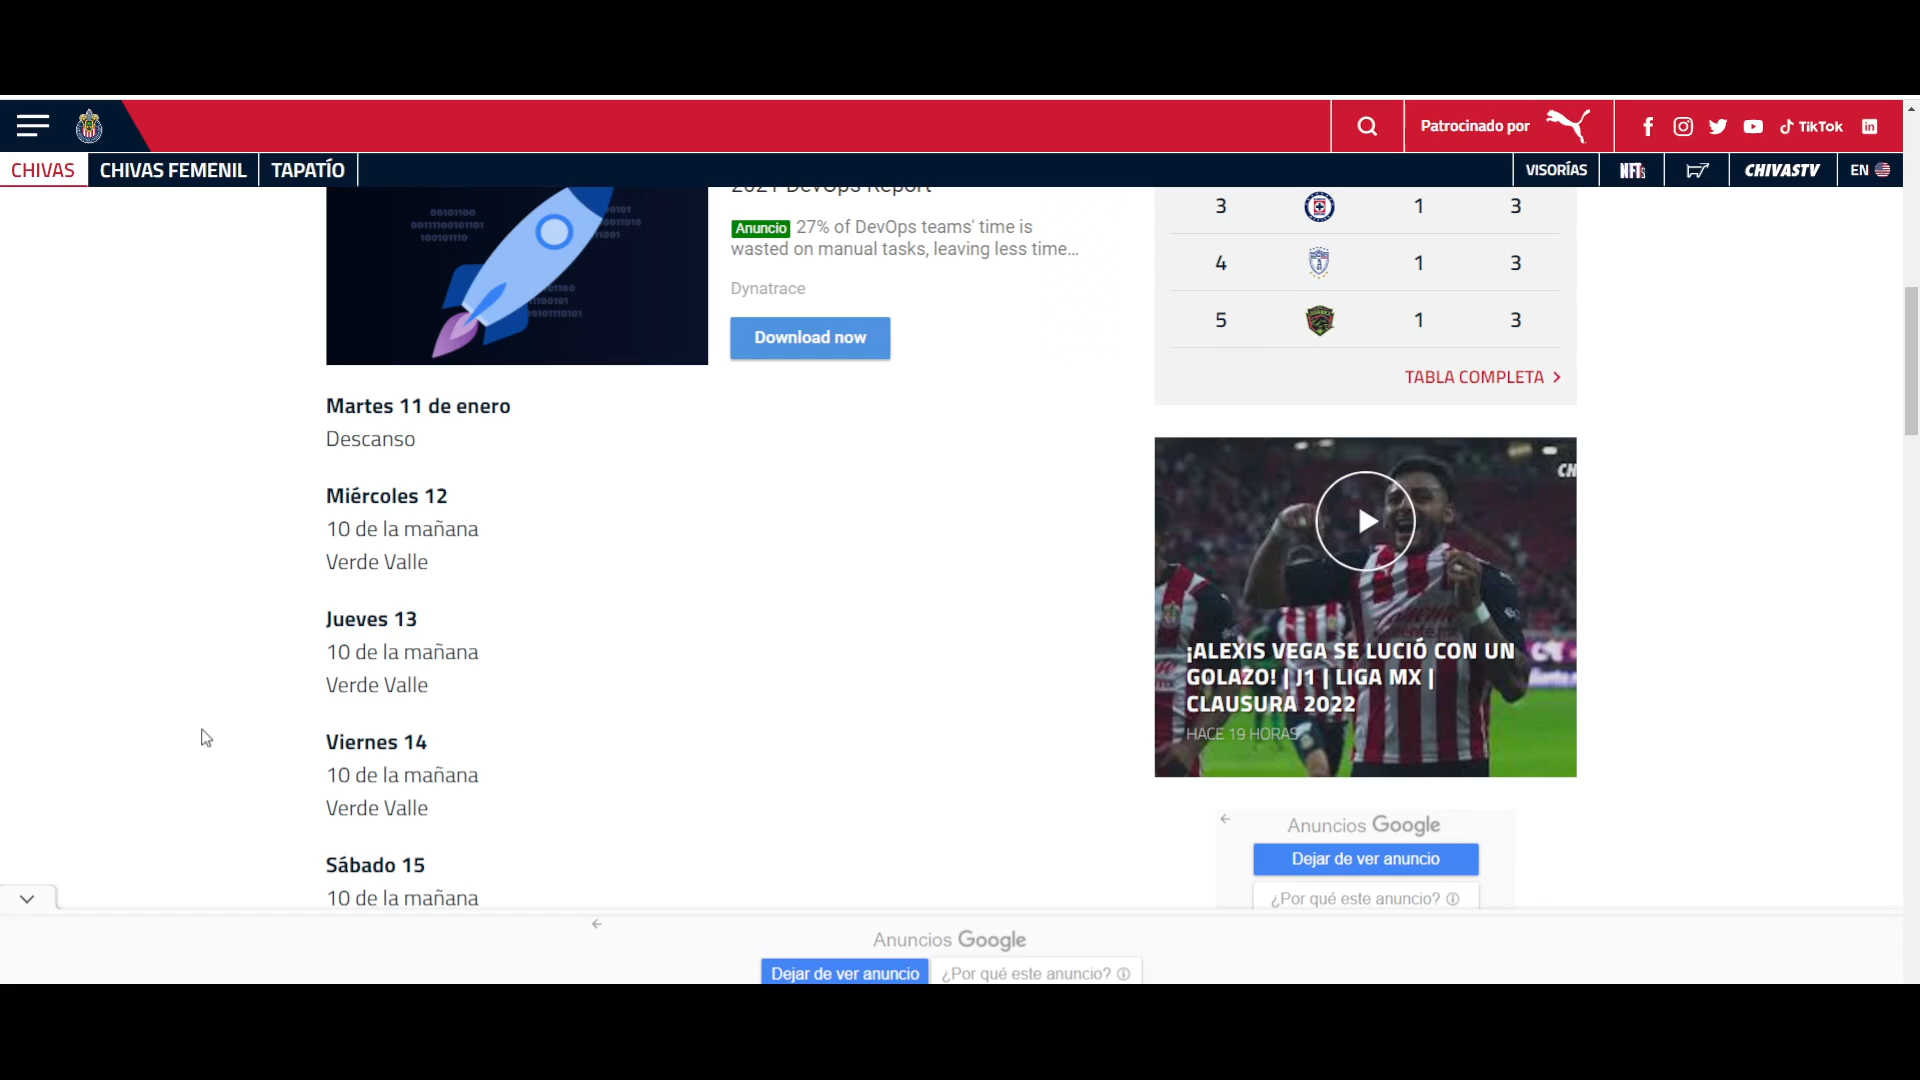 Patrocinado por
TikTok
CHIVAS
CHIVAS FEMENIL
TAPATÍO
VISORÍAS
NFTs
CHIVASTV
EN
2021 DevOps Report
Anuncio 27% of DevOps teams' time is
wasted on manual tasks, leaving less time...
Dynatrace
Download now
Martes 11 de enero
Descanso
Miércoles 12
10 de la mañana
Verde Valle
Jueves 13
10 de la mañana
Verde Valle
Viernes 14
10 de la mañana
Verde Valle
Sábado 15
10 de la mañana
3 1 3
4 1 3
5 1 3
TABLA COMPLETA
CH
¡ALEXIS VEGA SE LUCIÓ CON UN
GOLAZO! | J1 | LIGA MX |
CLAUSURA 2022
HACE 19 HORAS
Anuncios Google
Dejar de ver anuncio
¿Por qué este anuncio?
Anuncios Google
Dejar de ver anuncio
¿Por qué este anuncio?